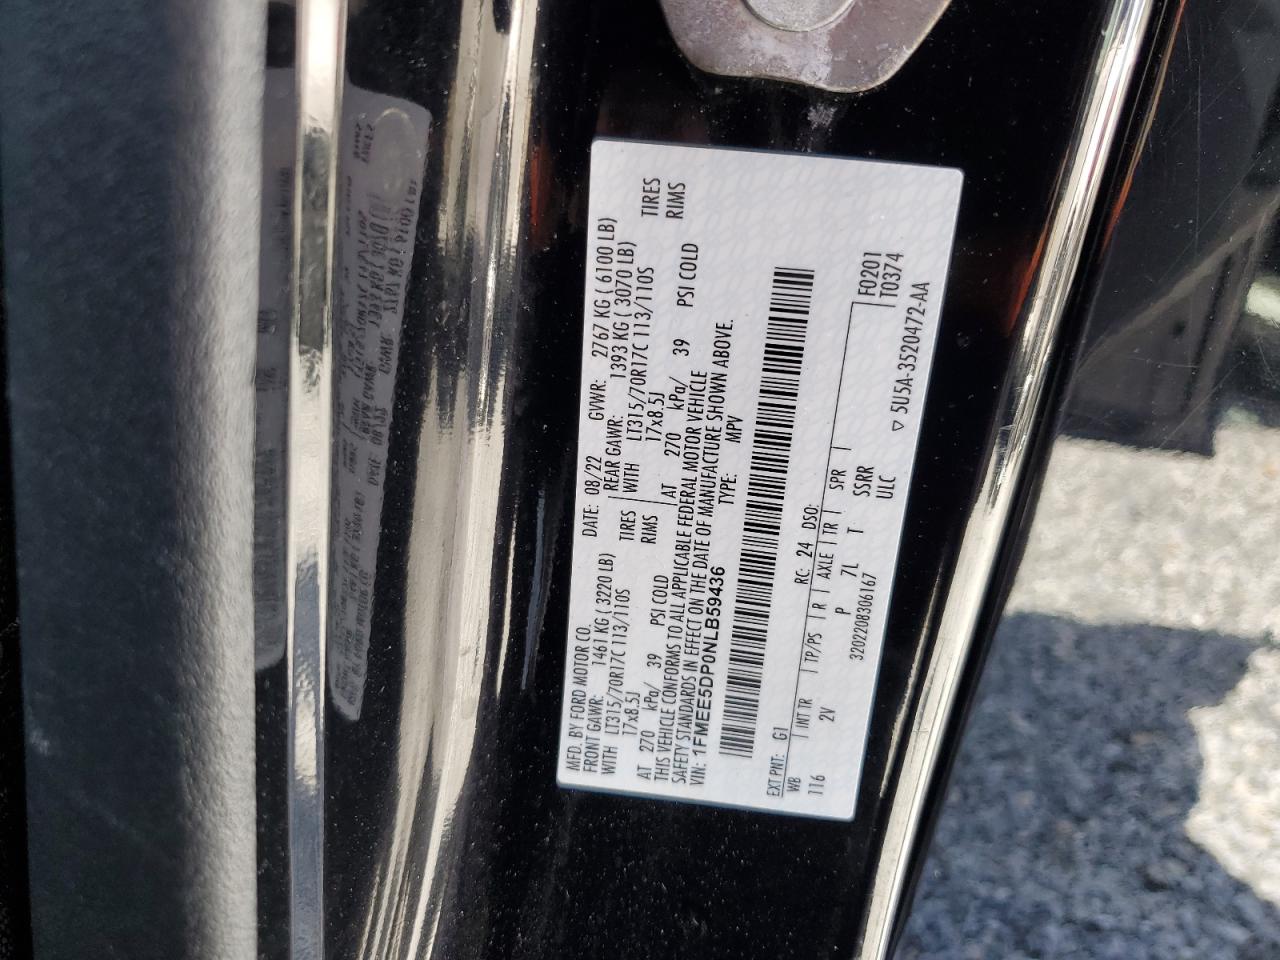 MFD. BY FORD MOTOR CO.
DATE: 08/22 GVWR: 2767 KG ( 6100 LB)
FRONT GAWR: 1461 KG ( 3220 LB) REAR GAWR: 1393 KG ( 3070 LB)
WITH LT315/70R17C 113/110S TIRES WITH LT315/70R17C 113/110S TIRES
17x8.5J RIMS 17x8.5J RIMS
AT 270 kPa/ 39 PSI COLD AT 270 kPa/ 39 PSI COLD
THIS VEHICLE CONFORMS TO ALL APPLICABLE FEDERAL MOTOR VEHICLE
SAFETY STANDARDS IN EFFECT ON THE DATE OF MANUFACTURE SHOWN ABOVE.
VIN: 1FMEE5DP0NLB59436 TYPE: MPV
EXT PNT: G1 RC: 24 DSO: F0201
WB INT TR TP/PS R AXLE TR SPR T0374
116 2V P 7L T SSRR
3202208306167 ULC
5U5A-3520472-AA